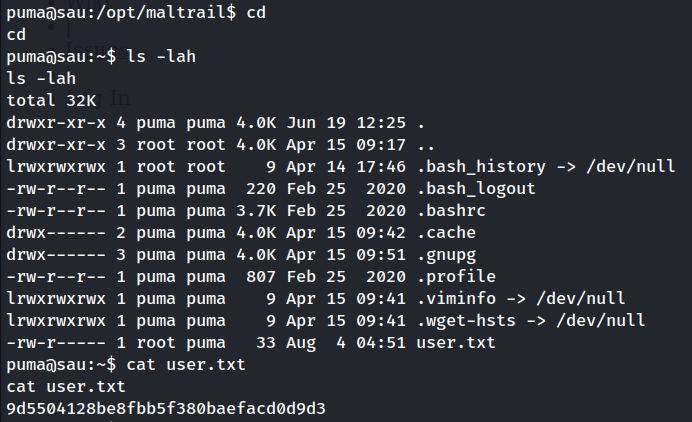 puma@sau:/opt/maltrail$ cd
cd
puma@sau:~$ ls -lah
ls -lah
total 32K
drwxr-xr-x 4 puma puma 4.0K Jun 19 12:25 .
drwxr-xr-x 3 root root 4.0K Apr 15 09:17 ..
lrwxrwxrwx 1 root root    9 Apr 14 17:46 .bash_history -> /dev/null
-rw-r--r-- 1 puma puma  220 Feb 25  2020 .bash_logout
-rw-r--r-- 1 puma puma 3.7K Feb 25  2020 .bashrc
drwx------ 2 puma puma 4.0K Apr 15 09:42 .cache
drwx------ 3 puma puma 4.0K Apr 15 09:51 .gnupg
-rw-r--r-- 1 puma puma  807 Feb 25  2020 .profile
lrwxrwxrwx 1 puma puma    9 Apr 15 09:41 .viminfo -> /dev/null
lrwxrwxrwx 1 puma puma    9 Apr 15 09:41 .wget-hsts -> /dev/null
-rw-r----- 1 root puma   33 Aug  4 04:51 user.txt
puma@sau:~$ cat user.txt
cat user.txt
9d5504128be8fbb5f380baefacd0d9d3